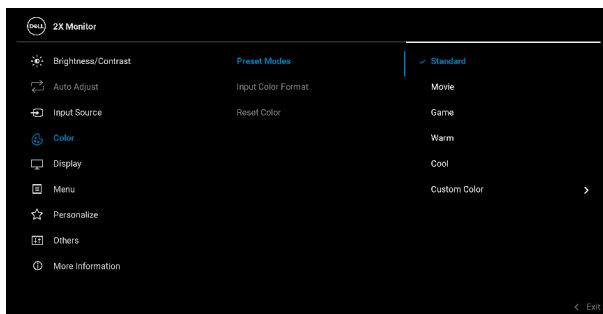 DELL 2X Monitor
Brightness/Contrast Preset Modes ✓ Standard
Auto Adjust Input Color Format Movie
Input Source Reset Color Game
Color Warm
Display Cool
Menu Custom Color >
Personalize
Others
More Information
< Exit